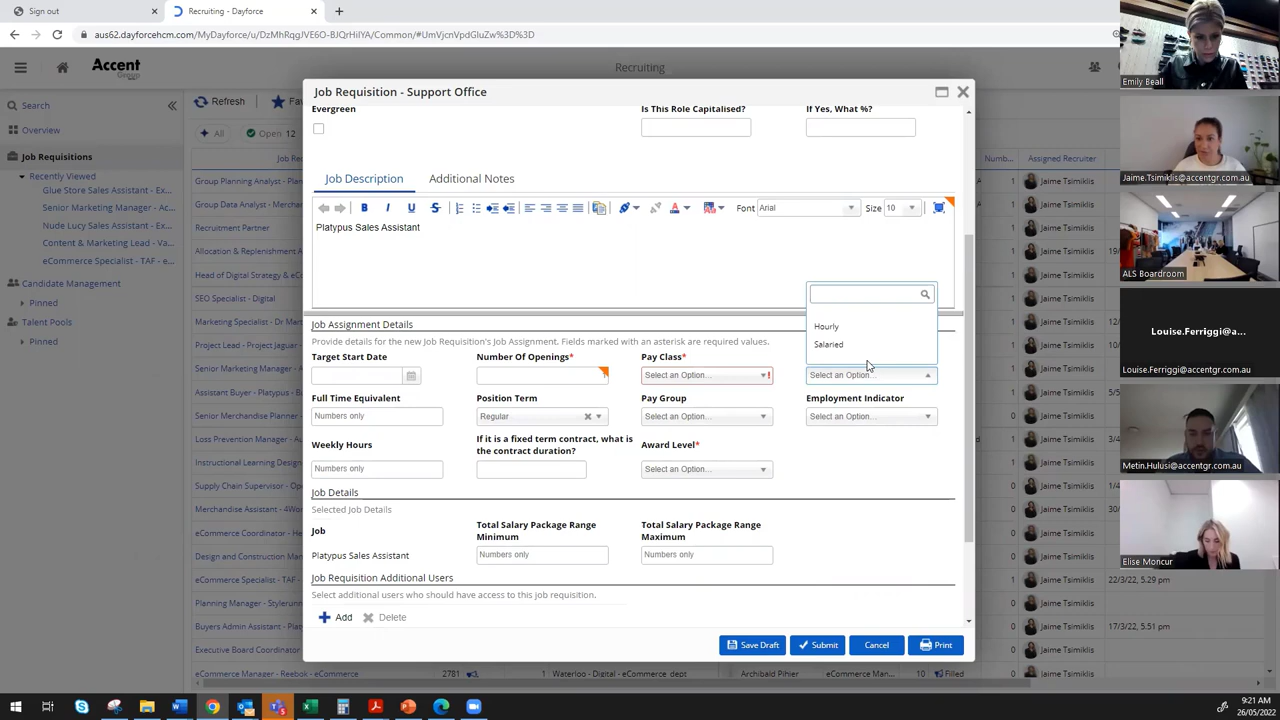 Sign out
Recruiting - Dayforce
aus62.dayforcehcm.com/MyDayforce/u/DzMhRqgJVE6O-BJQrHiIYA/Common/#UmVjcnVpdGluZw%3D%3D
Accent
Group
Recruiting
Search
Refresh
Overview
All
Open 12
Job Requisitions
Recently Viewed
Glue Store Sales Assistant - Ex...
Senior Marketing Manager - Ac...
Nude Lucy Sales Assistant - Ex...
Content & Marketing Lead - Va...
eCommerce Specialist - TAF - e...
Candidate Management
Pinned
Talent Pools
Pinned
Group Planning Analyst - Plan...
Group Data Analyst - Merchan...
Recruitment Partner
Allocation & Replenishment
Head of Digital Strategy & eC...
SEO Specialist - Digital
Marketing Specialist - Dr Mart
Project Lead - Project Jaguar
Senior Marketing Manager - A
Assistant Buyer - Platypus
Senior Merchandise Planner -
Loss Prevention Manager - Au
Instructional Learning Design
Supply Chain Supervisor - Op
Merchandise Assistant - 4Wor
eCommerce Coordinator - Hy
Design and Construction Man
eCommerce Specialist - TAF -
Planning Manager - Stylerunn
Buyers Admin Assistant - Plat
Executive Board Coordinator
eCommerce Manager - Reebok - eCommerce
2781
Waterloo - Digital - eCommerce dept
Archibald Pihier
10
Filled
Job Requisition - Support Office
Evergreen
Is This Role Capitalised?
If Yes, What %?
Job Description
Additional Notes
B I U S
Font
Arial
Size
10
Platypus Sales Assistant
Hourly
Salaried
Job Assignment Details
Provide details for the new Job Requisition's Job Assignment. Fields marked with an asterisk are required values.
Target Start Date
Number Of Openings*
Pay Class*
Select an Option...
Select an Option...
Full Time Equivalent
Position Term
Pay Group
Employment Indicator
Numbers only
Regular
Select an Option...
Select an Option...
Weekly Hours
If it is a fixed term contract, what is
the contract duration?
Award Level*
Numbers only
Select an Option...
Job Details
Selected Job Details
Job
Total Salary Package Range
Minimum
Total Salary Package Range
Maximum
Platypus Sales Assistant
Numbers only
Numbers only
Job Requisition Additional Users
Select additional users who should have access to this job requisition.
Add
Delete
Save Draft
Submit
Cancel
Print
Numb...
Assigned Recruiter
Jaime Tsimiklis
22/3/22, 5.29 pm
17/3/22, 5.51 pm
Emily Beall
Jaime.Tsimiklis@accentgr.com.au
ALS Boardroom
Louise.Ferriggi@a...
Louise.Ferriggi@accentgr.com.au
Metin.Hulusi@accentgr.com.au
Elise Moncur
9:21 AM
26/05/2022